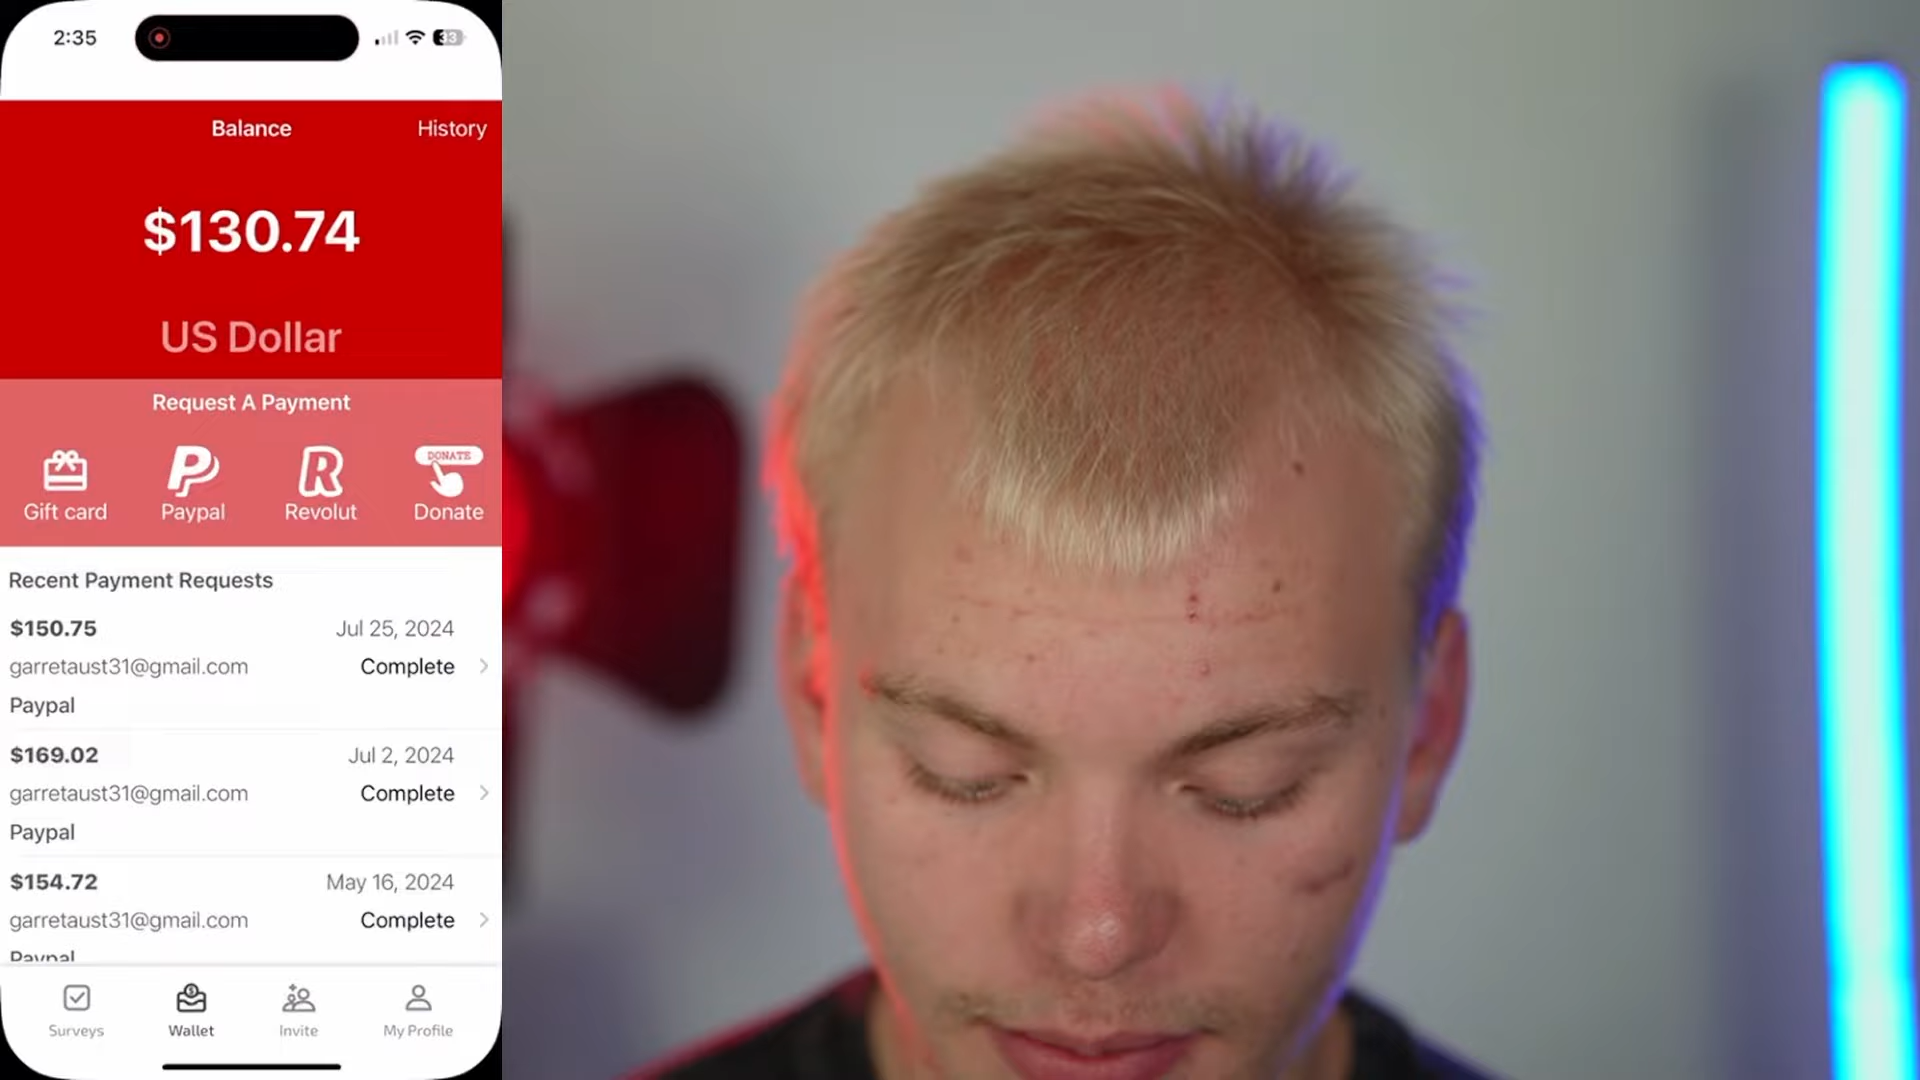 2:35
33
Balance
History
$130.74
US Dollar
Request A Payment
DONATE
Gift card
Paypal
Revolut
Donate
Recent Payment Requests
$150.75
Jul 25, 2024
garretaust31@gmail.com
Complete
Paypal
$169.02
Jul 2, 2024
garretaust31@gmail.com
Complete
Paypal
$154.72
May 16, 2024
garretaust31@gmail.com
Complete
Paypal
Surveys
Wallet
Invite
My Profile